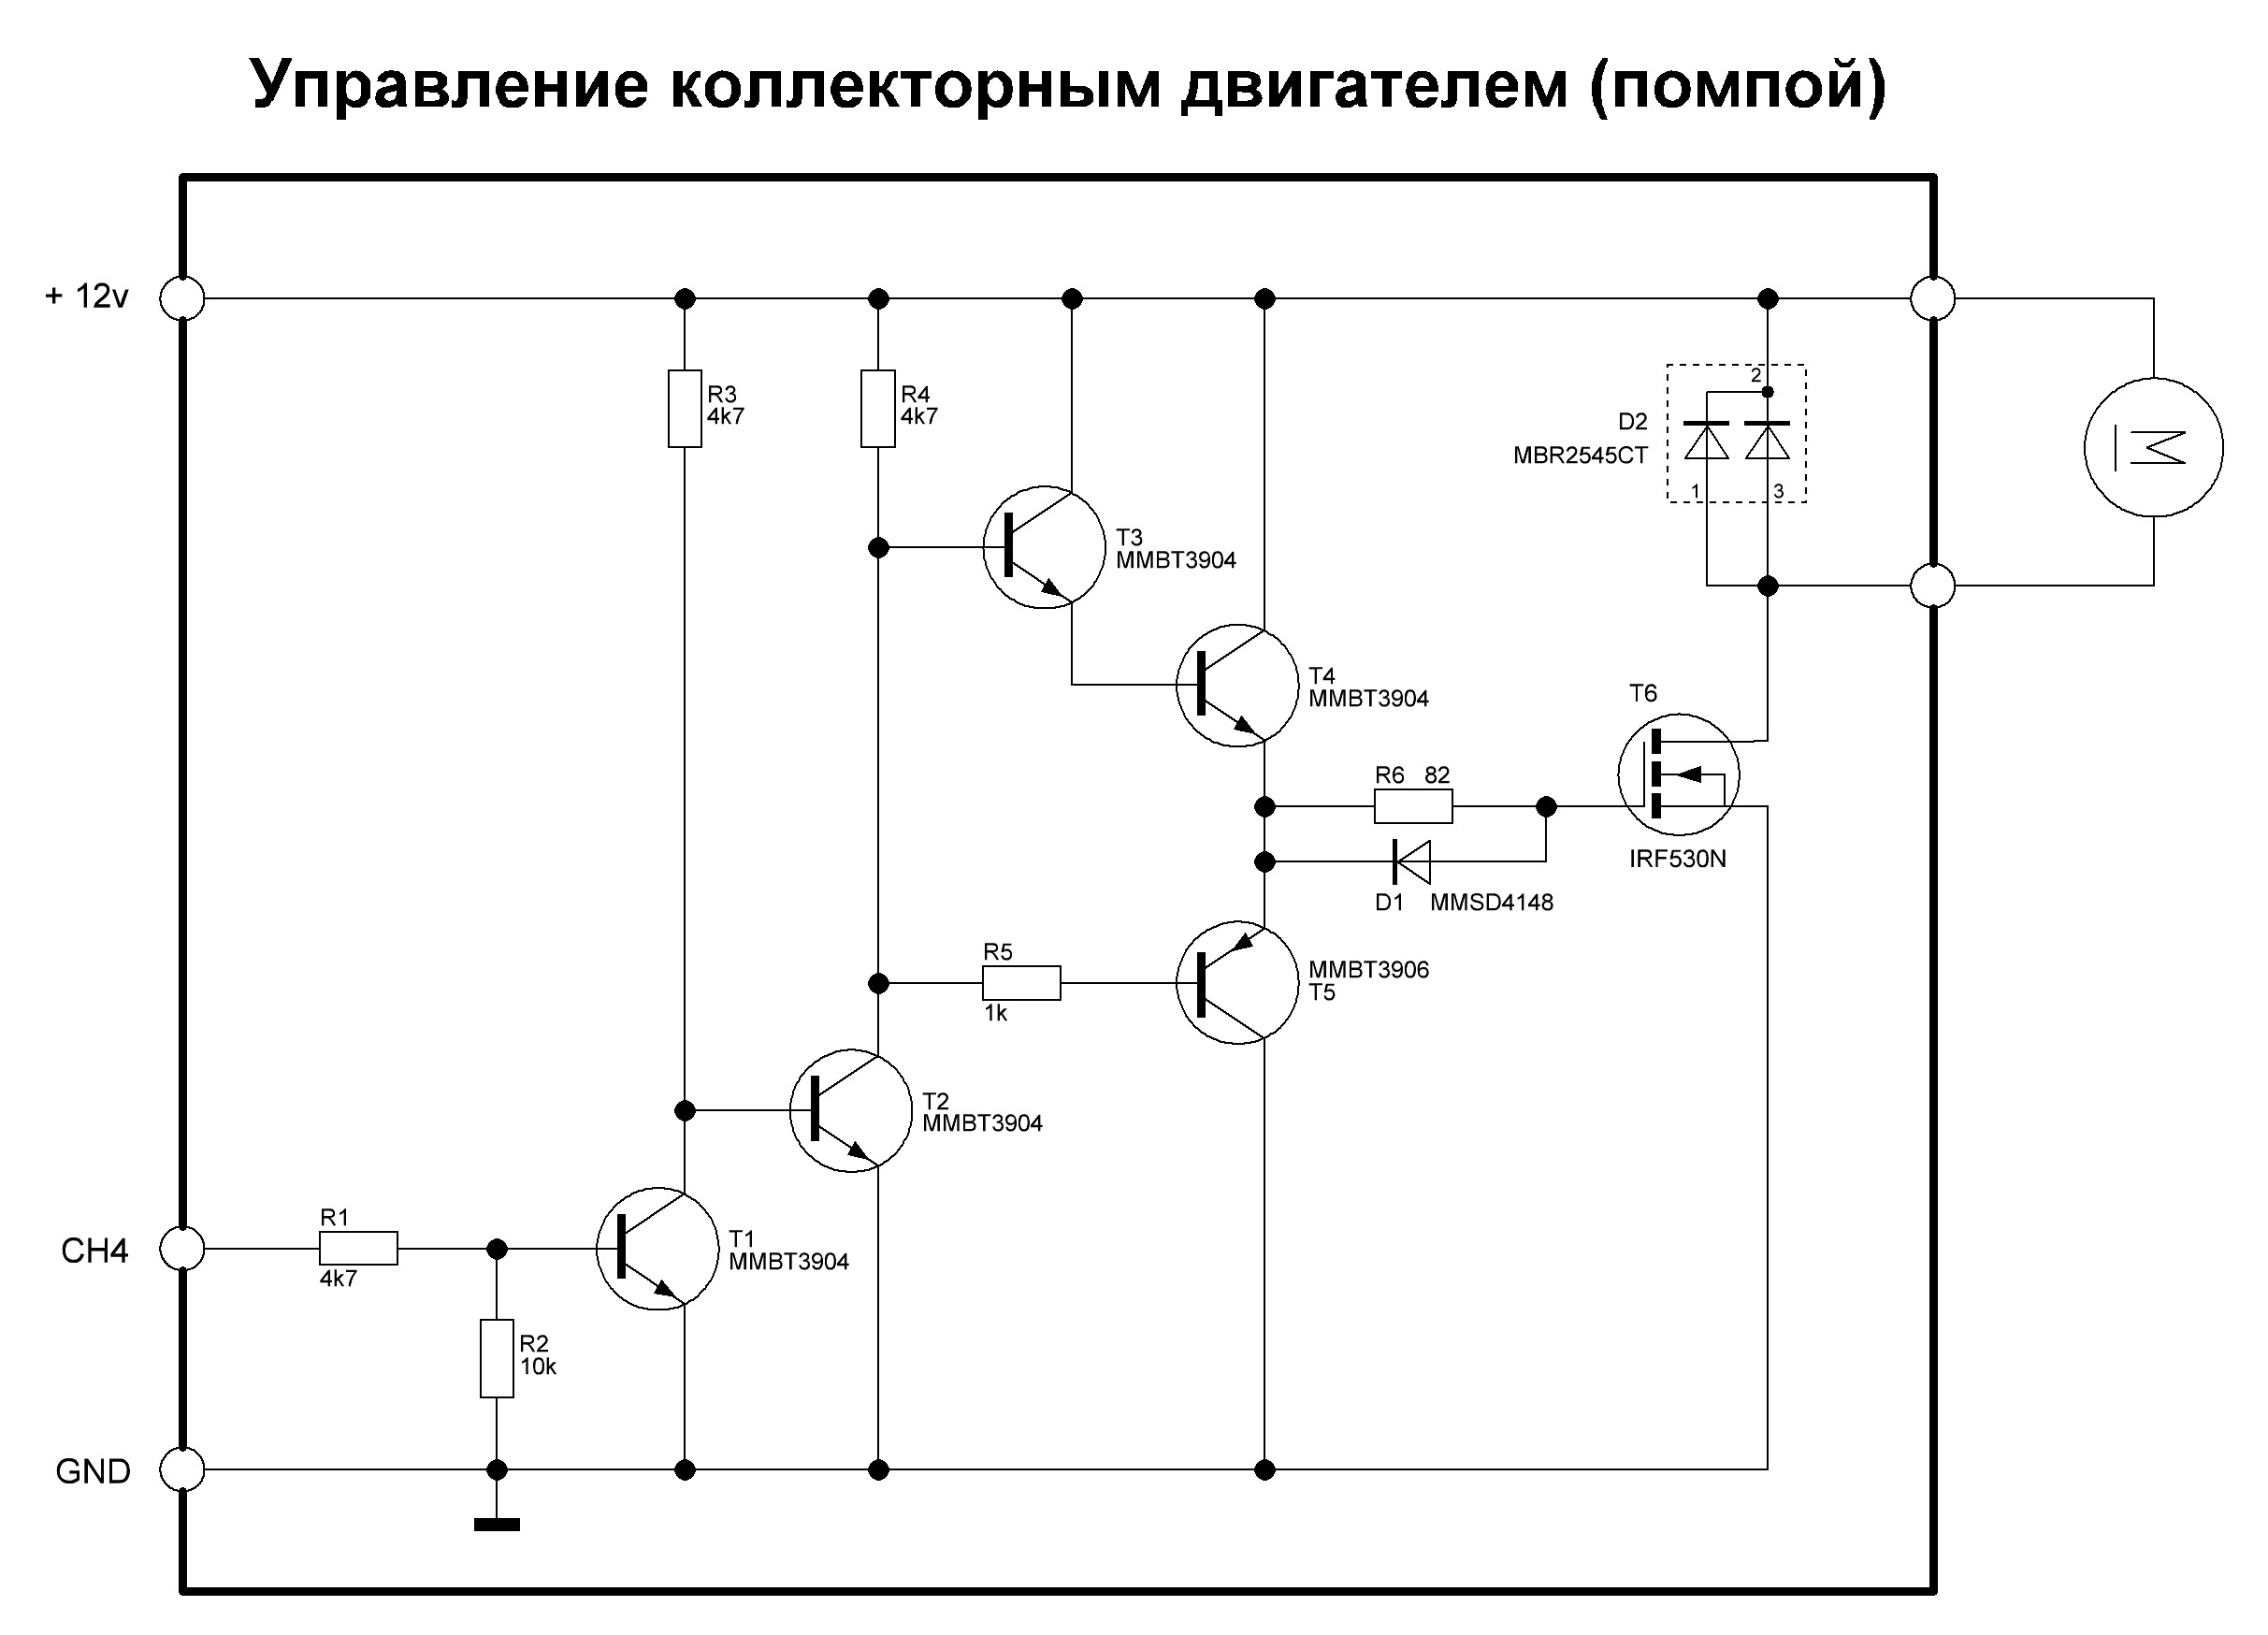 Управление коллекторным двигателем (помпой)
+ 12v
R3
4k7
R4
4k7
2
D2
MBR2545CT
1
3
M
T3
MMBT3904
T4
MMBT3904
T6
R6 82
IRF530N
D1 MMSD4148
R5
1k
MMBT3906
T5
T2
MMBT3904
CH4
R1
4k7
T1
MMBT3904
R2
10k
GND